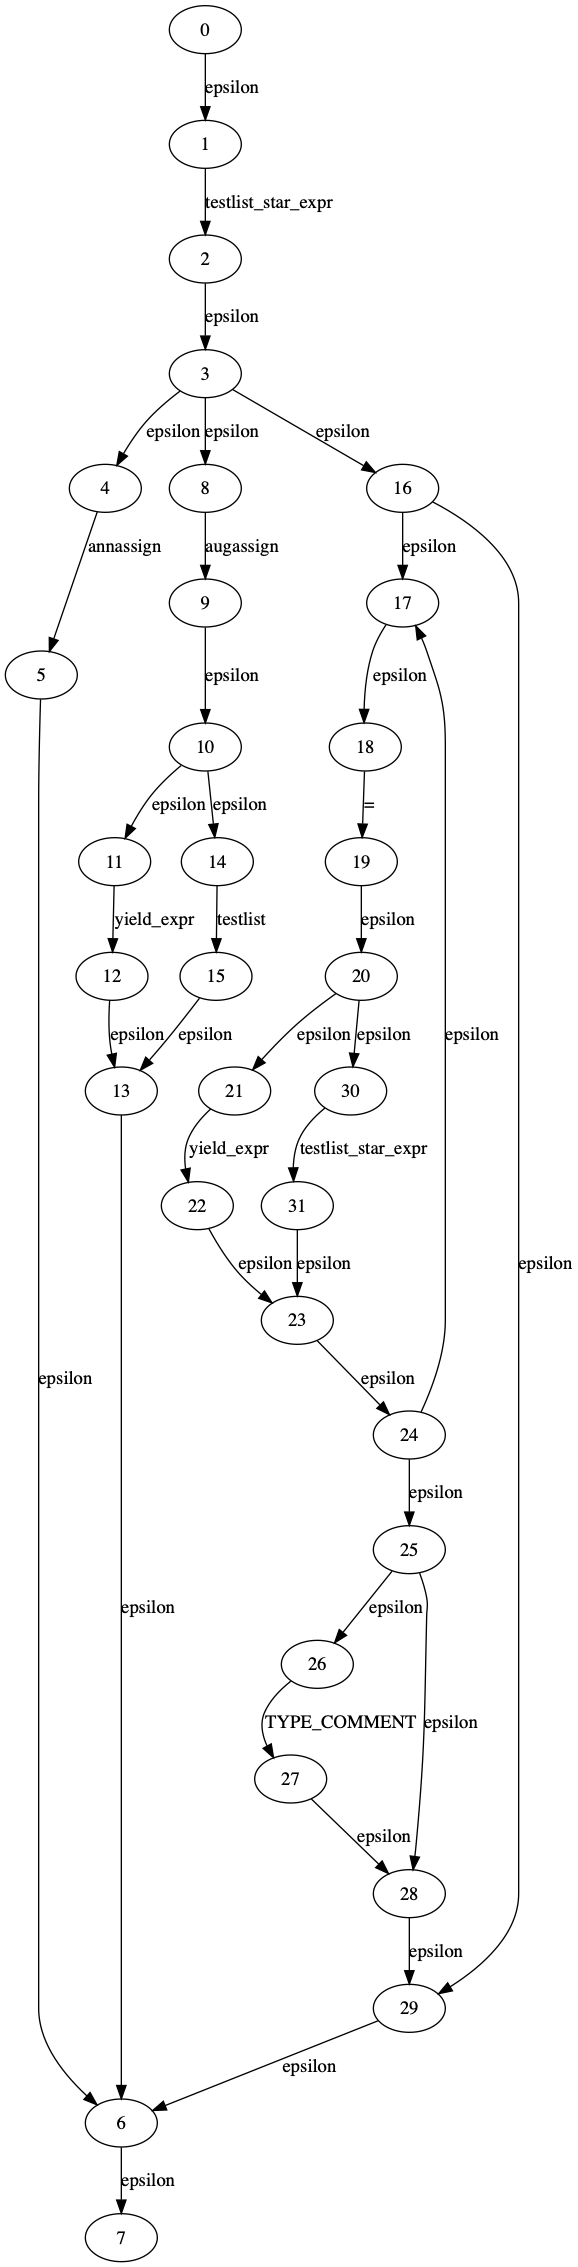 0
epsilon
1
testlist_star_expr
2
epsilon
3
epsilon epsilon epsilon
4 8 16
annassign augassign epsilon
9 17
5 epsilon epsilon
10 18
epsilon epsilon =
11 14 19
yield_expr testlist epsilon
12 15 20
epsilon epsilon epsilon epsilon epsilon
13 21 30
yield_expr testlist_star_expr
22 31
epsilon epsilon epsilon
23
epsilon epsilon
24
epsilon
25
epsilon epsilon
26
TYPE_COMMENT epsilon
27
epsilon
28
epsilon
29
epsilon
6
epsilon
7